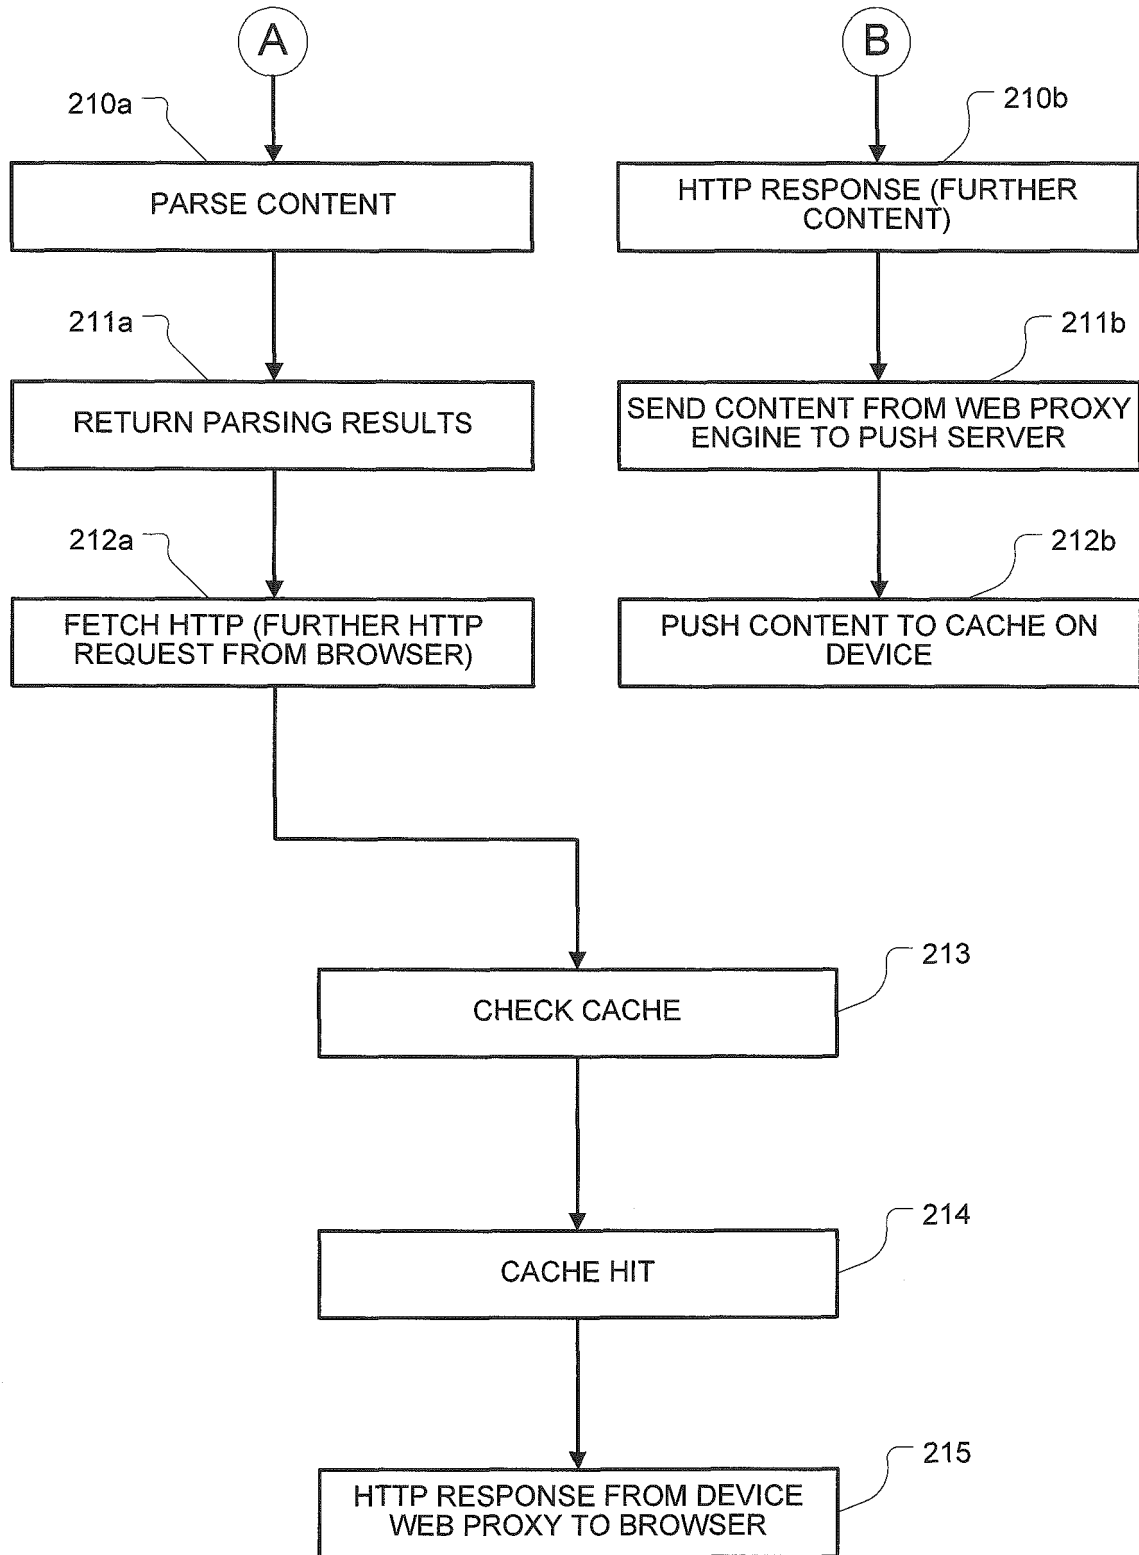 A
B
210a
210b
PARSE CONTENT
HTTP RESPONSE (FURTHER
CONTENT)
211a
211b
RETURN PARSING RESULTS
SEND CONTENT FROM WEB PROXY
ENGINE TO PUSH SERVER
212a
212b
FETCH HTTP (FURTHER HTTP
REQUEST FROM BROWSER)
PUSH CONTENT TO CACHE ON
DEVICE
213
CHECK CACHE
214
CACHE HIT
215
HTTP RESPONSE FROM DEVICE
WEB PROXY TO BROWSER